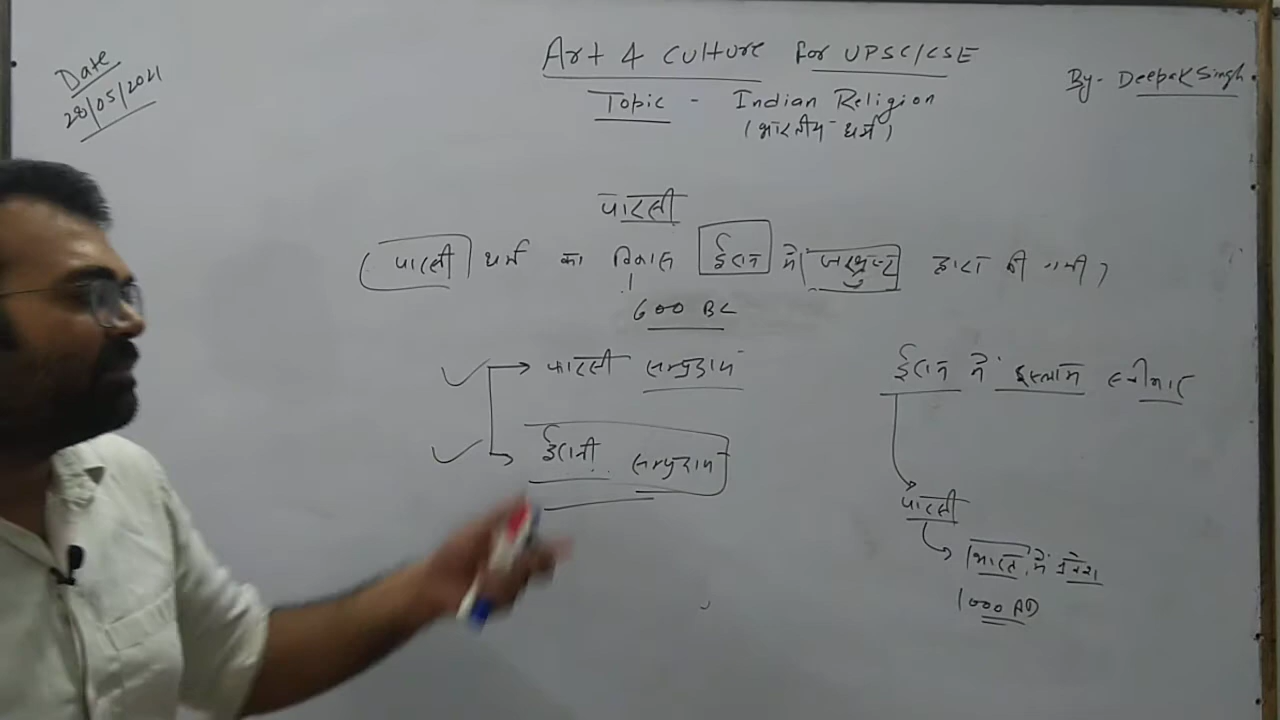 Date
28/05/2021
Art & Culture for UPSC/CSE
By- Deepak Singh.
Topic - Indian Religion
(भारतीय धर्म)
पारसी
पारसी धर्म का विकास ईरान में जरथुष्ट द्वारा की गयी
600 BC
पारसी सम्प्रदाय
ईरानी सम्प्रदाय
ईरान ने इस्लाम स्वीकार
पारसी
भारत में प्रवेश
1000 AD